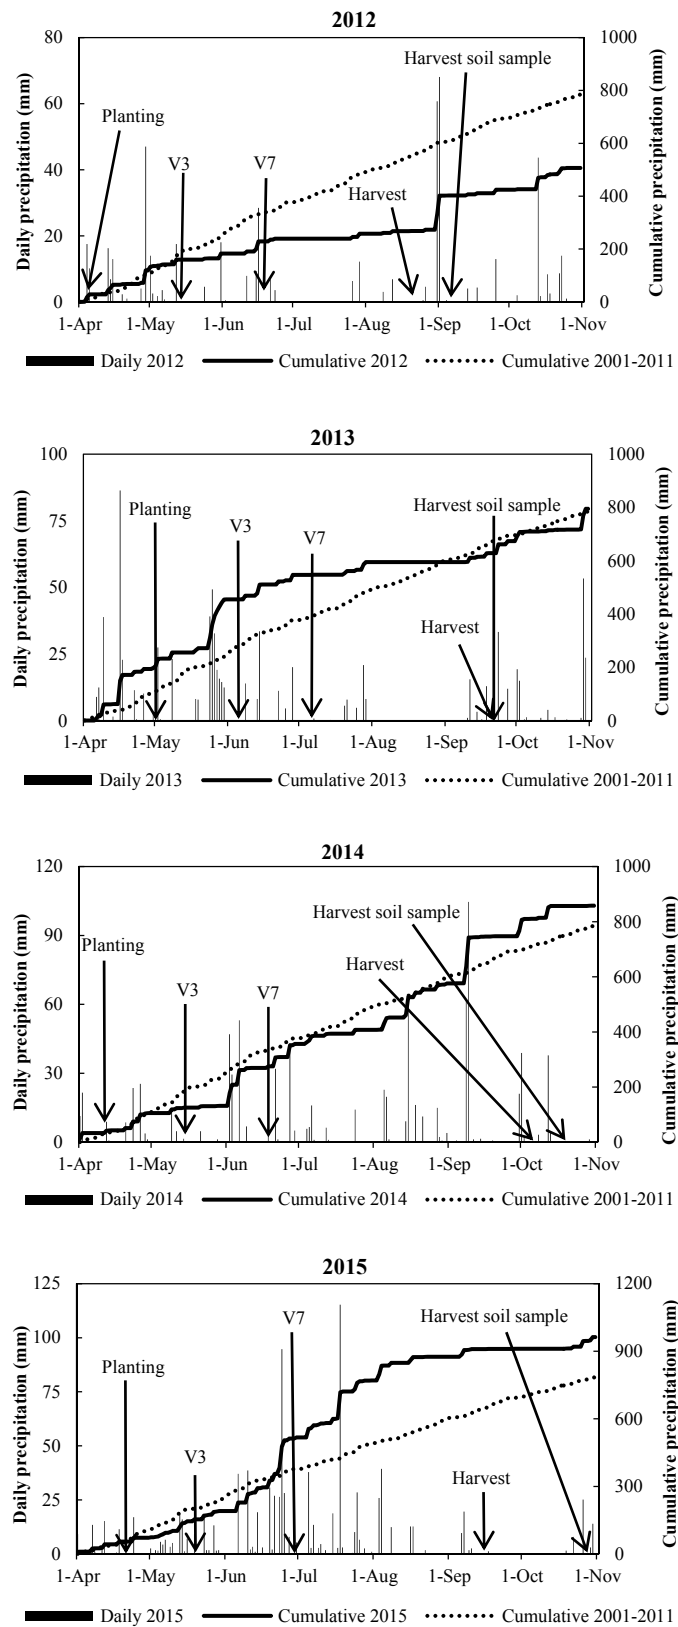 2012
Daily precipitation (mm)
Cumulative precipitation (mm)
80
60
40
20
0
1000
800
600
400
200
0
Planting
V3
V7
Harvest
Harvest soil sample
1-Apr 1-May 1-Jun 1-Jul 1-Aug 1-Sep 1-Oct 1-Nov
Daily 2012 Cumulative 2012 Cumulative 2001-2011
2013
Daily precipitation (mm)
Cumulative precipitation (mm)
100
75
50
25
0
1000
800
600
400
200
0
Planting
V3
V7
Harvest
Harvest soil sample
1-Apr 1-May 1-Jun 1-Jul 1-Aug 1-Sep 1-Oct 1-Nov
Daily 2013 Cumulative 2013 Cumulative 2001-2011
2014
Daily precipitation (mm)
Cumulative precipitation (mm)
120
90
60
30
0
1000
800
600
400
200
0
Planting
V3
V7
Harvest
Harvest soil sample
1-Apr 1-May 1-Jun 1-Jul 1-Aug 1-Sep 1-Oct 1-Nov
Daily 2014 Cumulative 2014 Cumulative 2001-2011
2015
Daily precipitation (mm)
Cumulative precipitation (mm)
125
100
75
50
25
0
1200
900
600
300
0
Planting
V3
V7
Harvest
Harvest soil sample
1-Apr 1-May 1-Jun 1-Jul 1-Aug 1-Sep 1-Oct 1-Nov
Daily 2015 Cumulative 2015 Cumulative 2001-2011